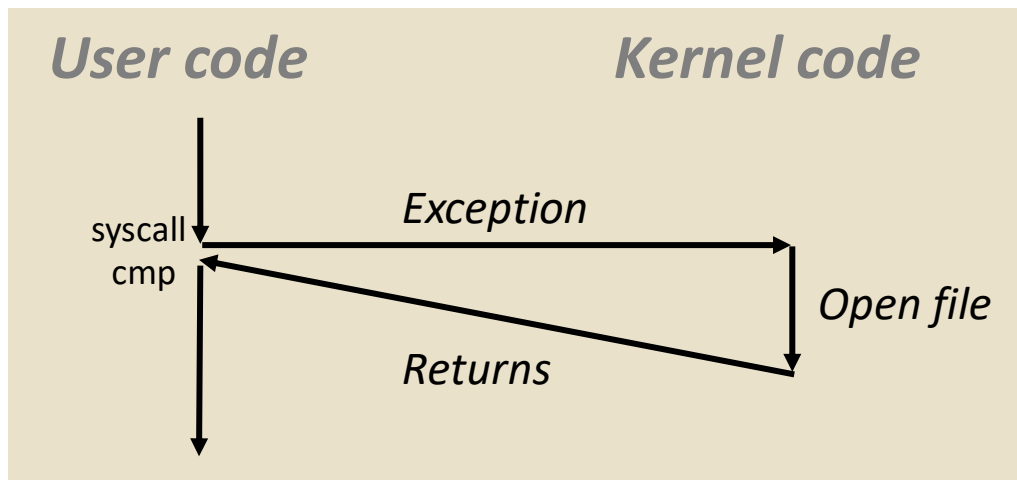 User code
Kernel code
Exception
syscall
cmp
Open file
Returns